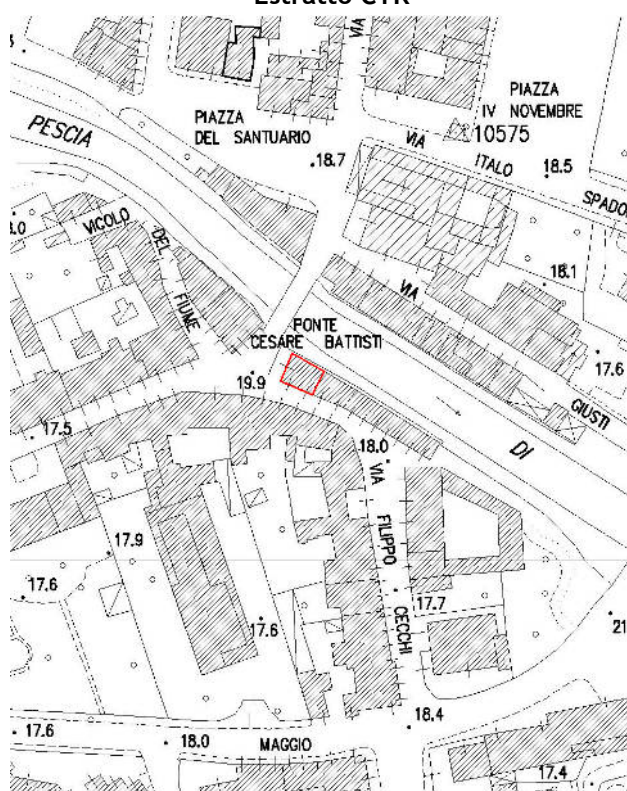 Estratto CTR
VIA
PIAZZA
IV NOVEMBRE
10575
PIAZZA
DEL SANTUARIO
PESCIA
VIA
ITALO
SPADO
18.7
18.5
VICOLO
DEL
FIUME
VIA
18.1
PONTE
CESARE BATTISTI
19.9
17.6
GIUSTI
17.5
DI
18.0
VIA
FILIPPO
CECCHI
17.9
17.6
17.6
17.7
21
17.6
18.0
MAGGIO
18.4
17.4